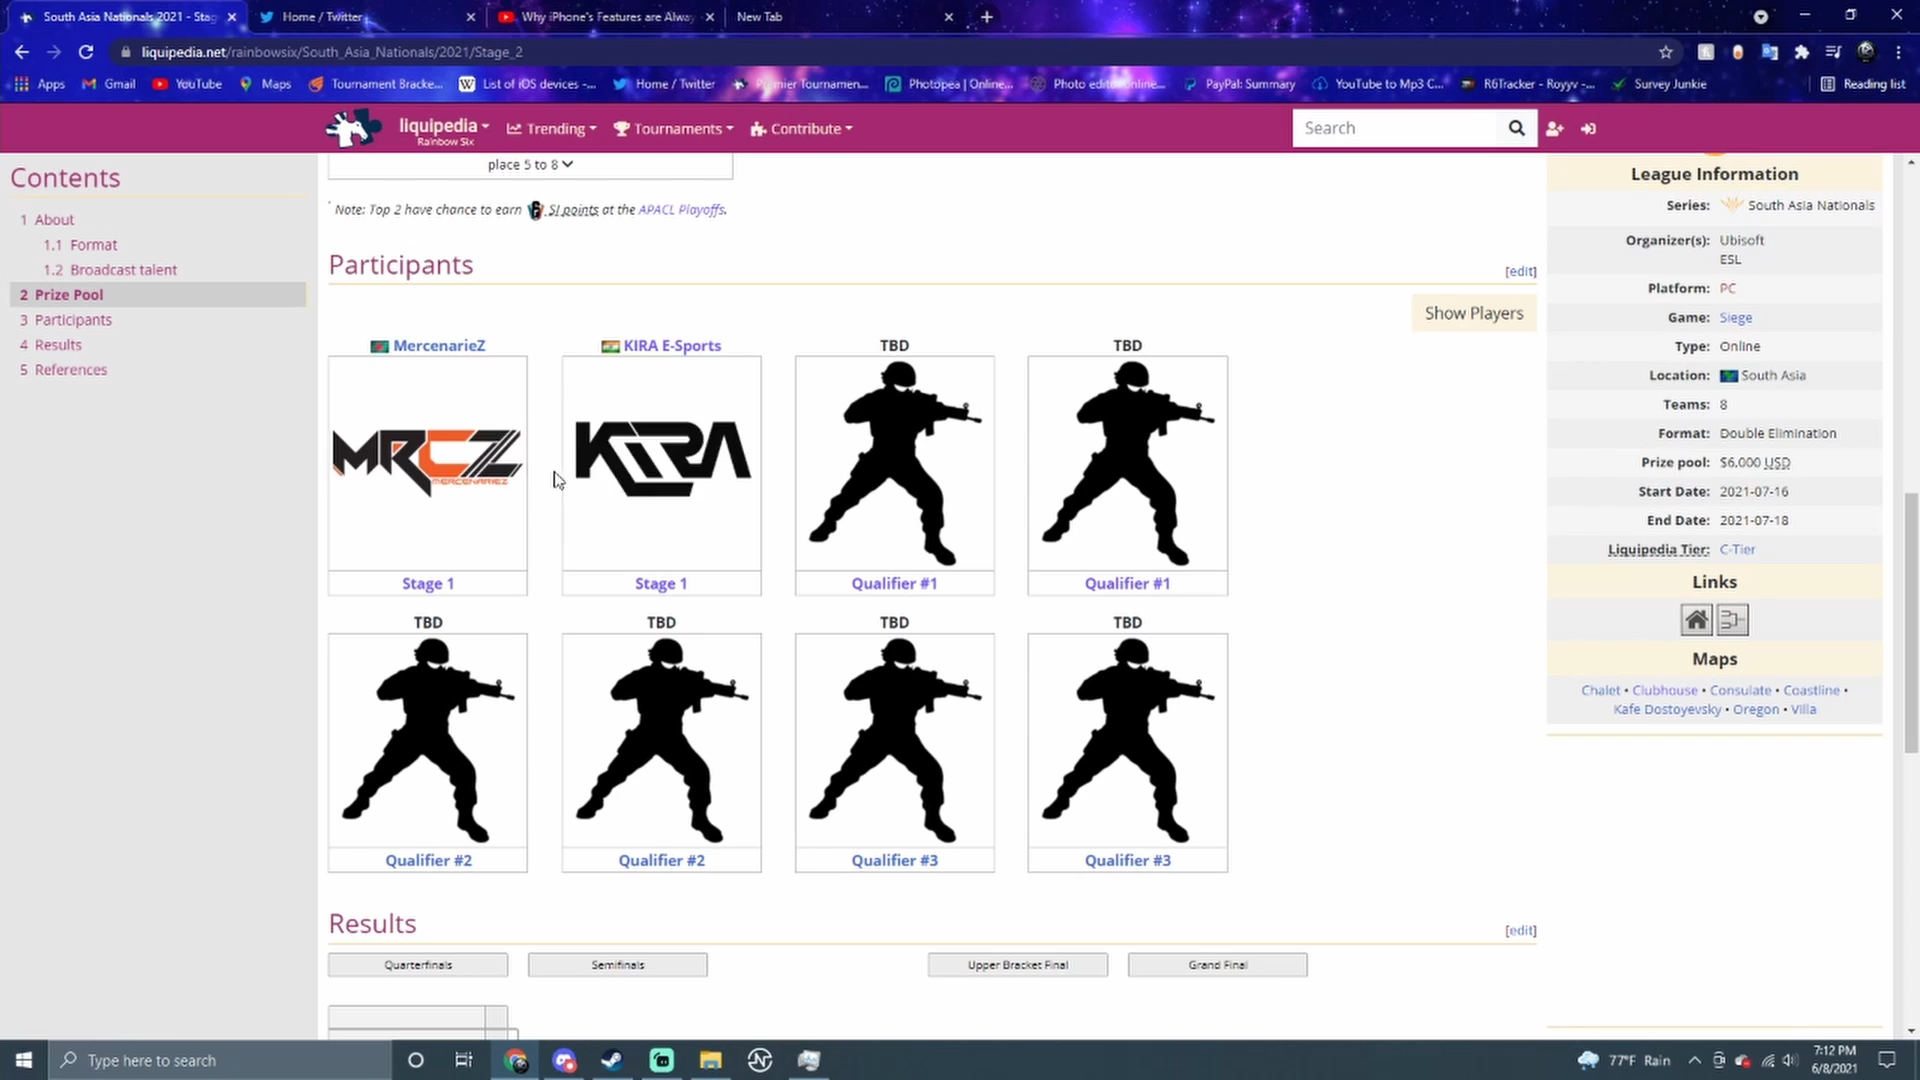 South Asia Nationals 2021 - Stag
Home / Twitter
Why iPhone's Features are Alway
New Tab
liquipedia.net/rainbowsix/South_Asia_Nationals/2021/Stage_2
Apps
Gmail
YouTube
Maps
Tournament Bracke...
List of iOS devices -...
Home / Twitter
Premier Tournamen...
Photopea | Online...
Photo editor online...
PayPal: Summary
YouTube to Mp3 C...
R6Tracker - Royyv -...
Survey Junkie
Reading list
liquipedia
Rainbow Six
Trending
Tournaments
Contribute
Search
Contents
1 About
1.1 Format
1.2 Broadcast talent
2 Prize Pool
3 Participants
4 Results
5 References
place 5 to 8
* Note: Top 2 have chance to earn SI points at the APACL Playoffs.
Participants
[edit]
Show Players
MercenarieZ
KIRA E-Sports
TBD
TBD
MRCZ
MERCENARIEZ
KIRA
Stage 1
Stage 1
Qualifier #1
Qualifier #1
TBD
TBD
TBD
TBD
Qualifier #2
Qualifier #2
Qualifier #3
Qualifier #3
Results
[edit]
Quarterfinals
Semifinals
Upper Bracket Final
Grand Final
League Information
Series: South Asia Nationals
Organizer(s): Ubisoft
ESL
Platform: PC
Game: Siege
Type: Online
Location: South Asia
Teams: 8
Format: Double Elimination
Prize pool: $6,000 USD
Start Date: 2021-07-16
End Date: 2021-07-18
Liquipedia Tier: C-Tier
Links
Maps
Chalet • Clubhouse • Consulate • Coastline •
Kafe Dostoyevsky • Oregon • Villa
Type here to search
77°F Rain
7:12 PM
6/8/2021